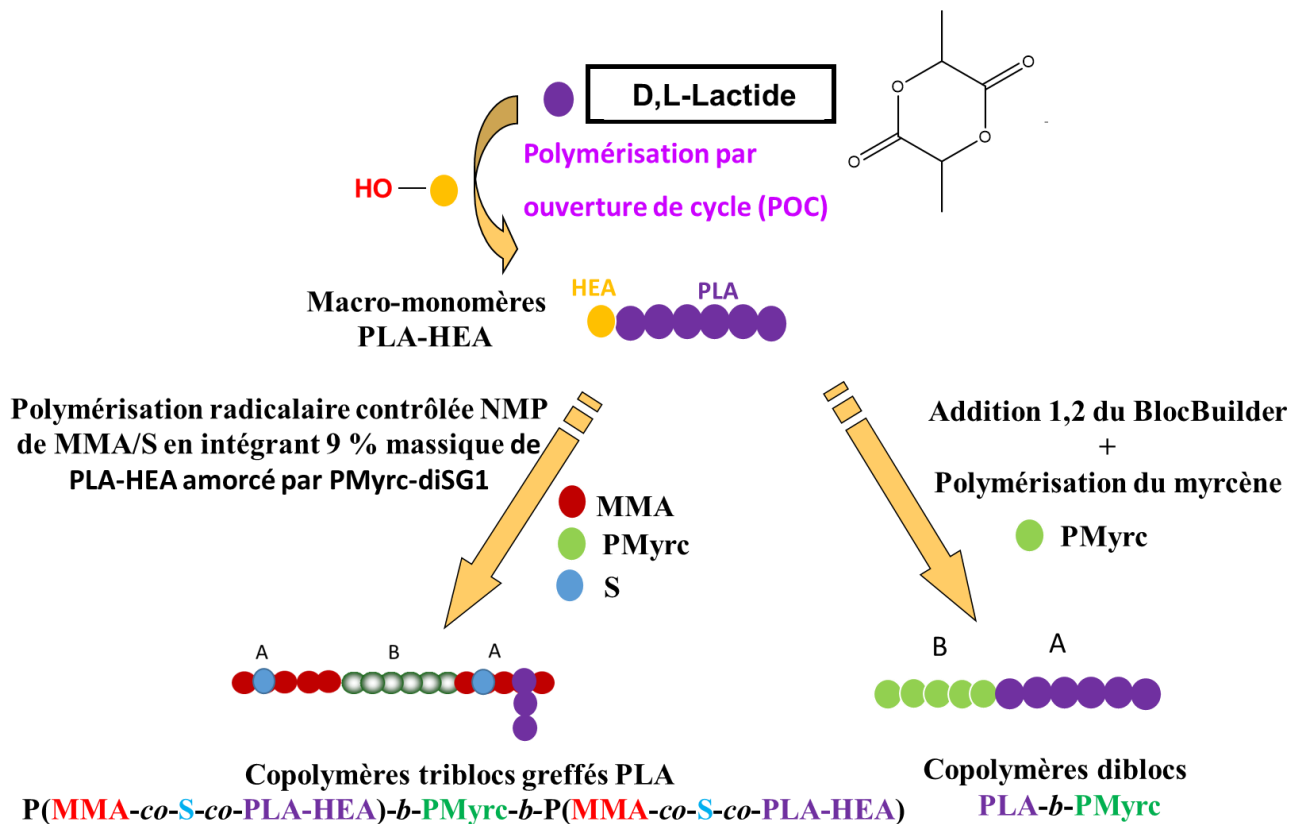 D,L-Lactide
O
O
O
O
Polymérisation par
ouverture de cycle (POC)
HO
HEA
PLA
Macro-monomères
PLA-HEA
Polymérisation radicalaire contrôlée NMP
de MMA/S en intégrant 9 % massique de
PLA-HEA amorcé par PMyrc-diSG1
MMA
PMyrc
S
Addition 1,2 du BlocBuilder
+
Polymérisation du myrcène
PMyrc
A
B
A
Copolymères triblocs greffés PLA
P(MMA-co-S-co-PLA-HEA)-b-PMyrc-b-P(MMA-co-S-co-PLA-HEA)
B
A
Copolymères diblocs
PLA-b-PMyrc